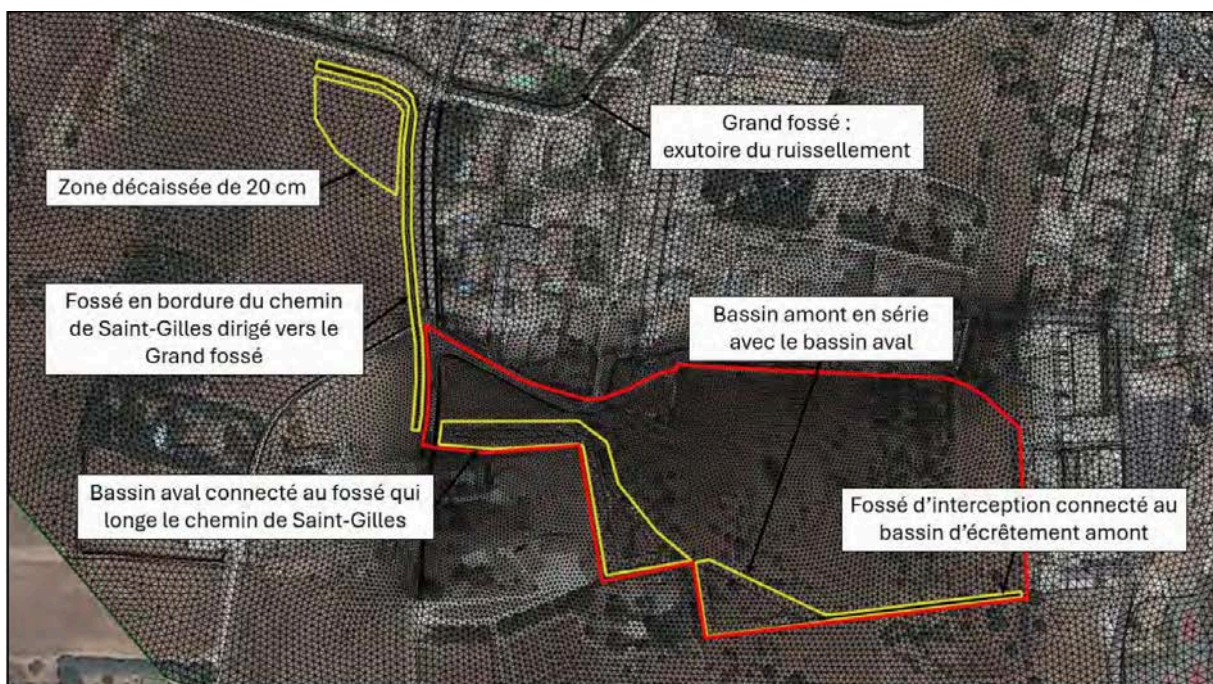 Grand fossé :
exutoire du ruissellement
Zone décaissée de 20 cm
Fossé en bordure du chemin
de Saint-Gilles dirigé vers le
Grand fossé
Bassin amont en série
avec le bassin aval
Bassin aval connecté au fossé qui
longe le chemin de Saint-Gilles
Fossé d’interception connecté au
bassin d’écrêtement amont